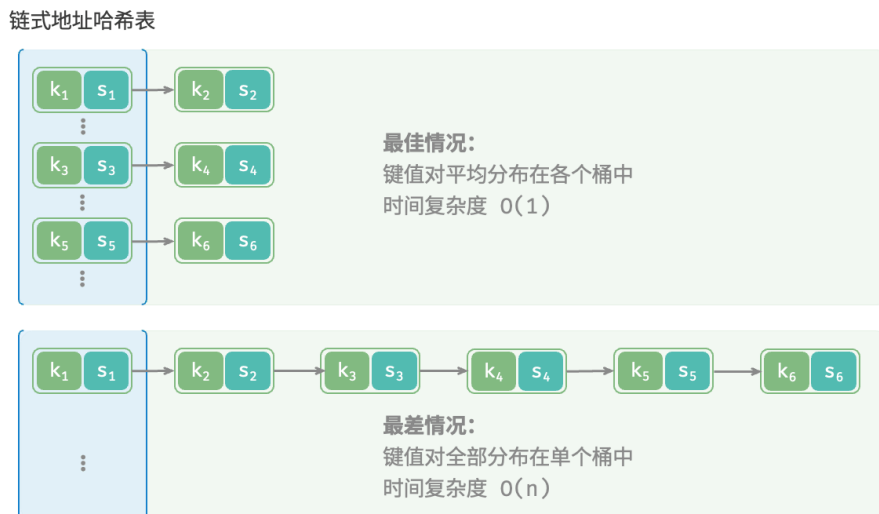 链式地址哈希表
k₁ s₁ k₂ s₂
k₃ s₃ k₄ s₄
k₅ s₅ k₆ s₆
最佳情况：
键值对平均分布在各个桶中
时间复杂度 O(1)
k₁ s₁ k₂ s₂ k₃ s₃ k₄ s₄ k₅ s₅ k₆ s₆
最差情况：
键值对全部分布在单个桶中
时间复杂度 O(n)